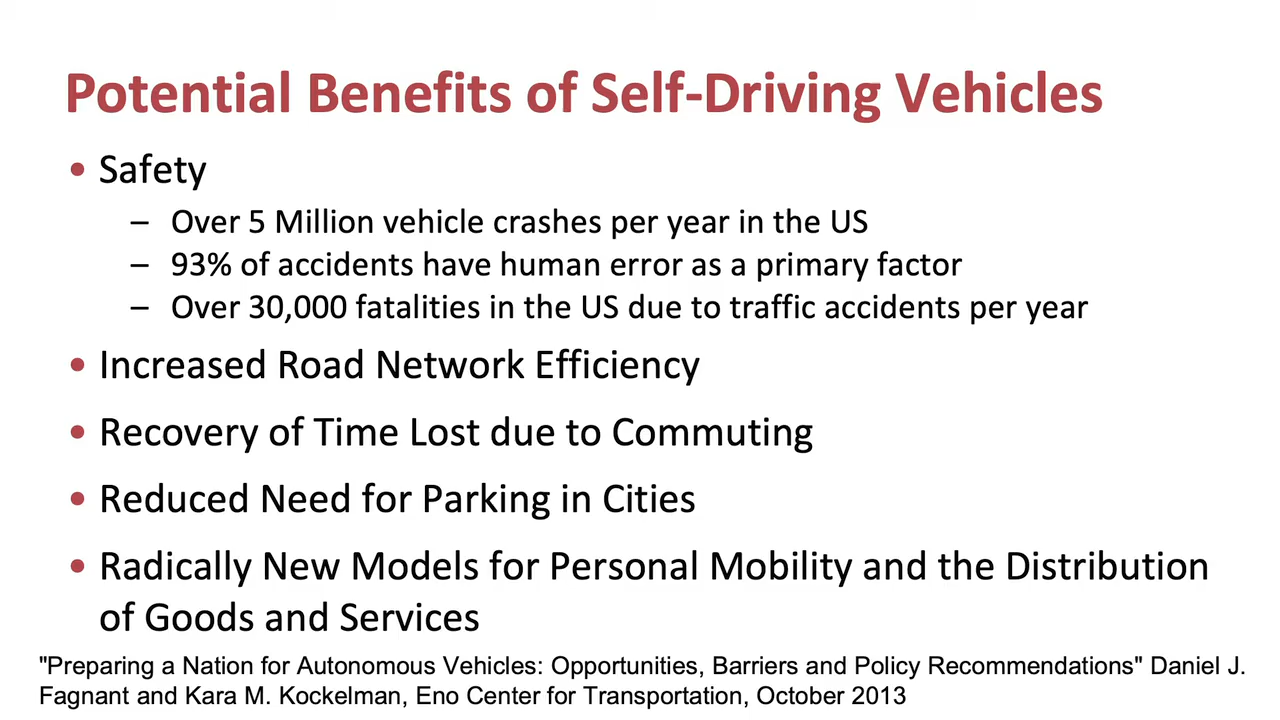 Potential Benefits of Self-Driving Vehicles
• Safety
– Over 5 Million vehicle crashes per year in the US
– 93% of accidents have human error as a primary factor
– Over 30,000 fatalities in the US due to traffic accidents per year
• Increased Road Network Efficiency
• Recovery of Time Lost due to Commuting
• Reduced Need for Parking in Cities
• Radically New Models for Personal Mobility and the Distribution
of Goods and Services
"Preparing a Nation for Autonomous Vehicles: Opportunities, Barriers and Policy Recommendations" Daniel J.
Fagnant and Kara M. Kockelman, Eno Center for Transportation, October 2013